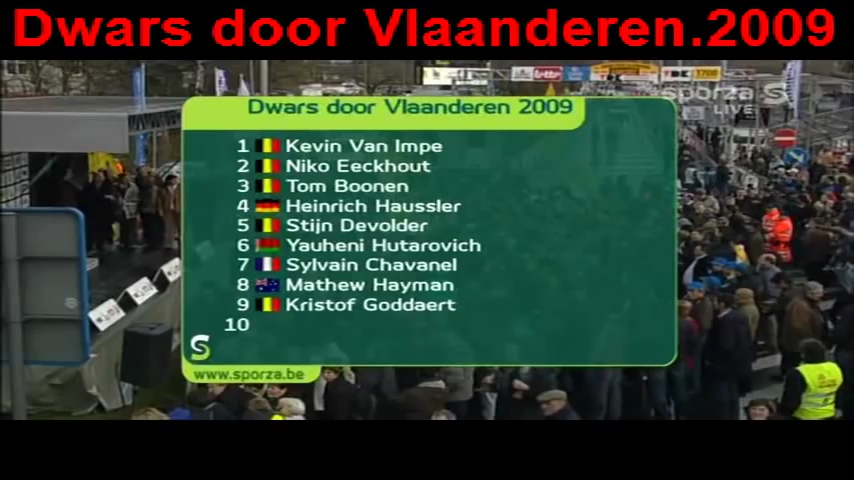 Dwars door Vlaanderen.2009
sporza S
LIVE
Dwars door Vlaanderen 2009
1 Kevin Van Impe
2 Niko Eeckhout
3 Tom Boonen
4 Heinrich Haussler
5 Stijn Devolder
6 Yauheni Hutarovich
7 Sylvain Chavanel
8 Mathew Hayman
9 Kristof Goddaert
10
S
www.sporza.be